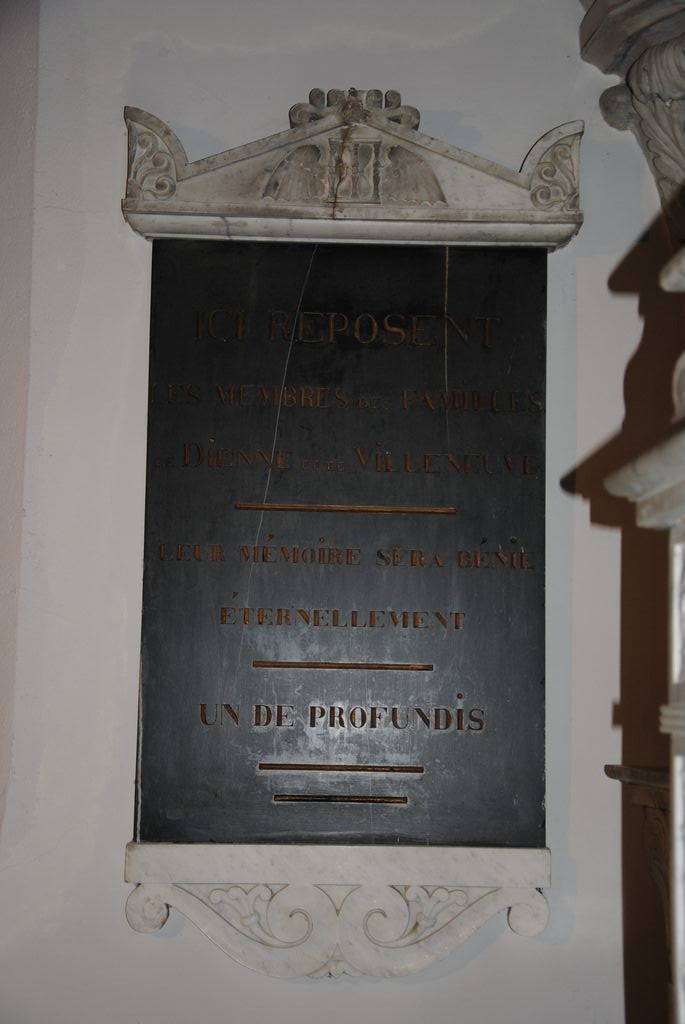 ICI REPOSENT
LES MEMBRES DES FAMILLES
DE DIENNE ET DE VILLENEUVE
LEUR MÉMOIRE SERA BÉNIE
ÉTERNELLEMENT
UN DE PROFUNDIS